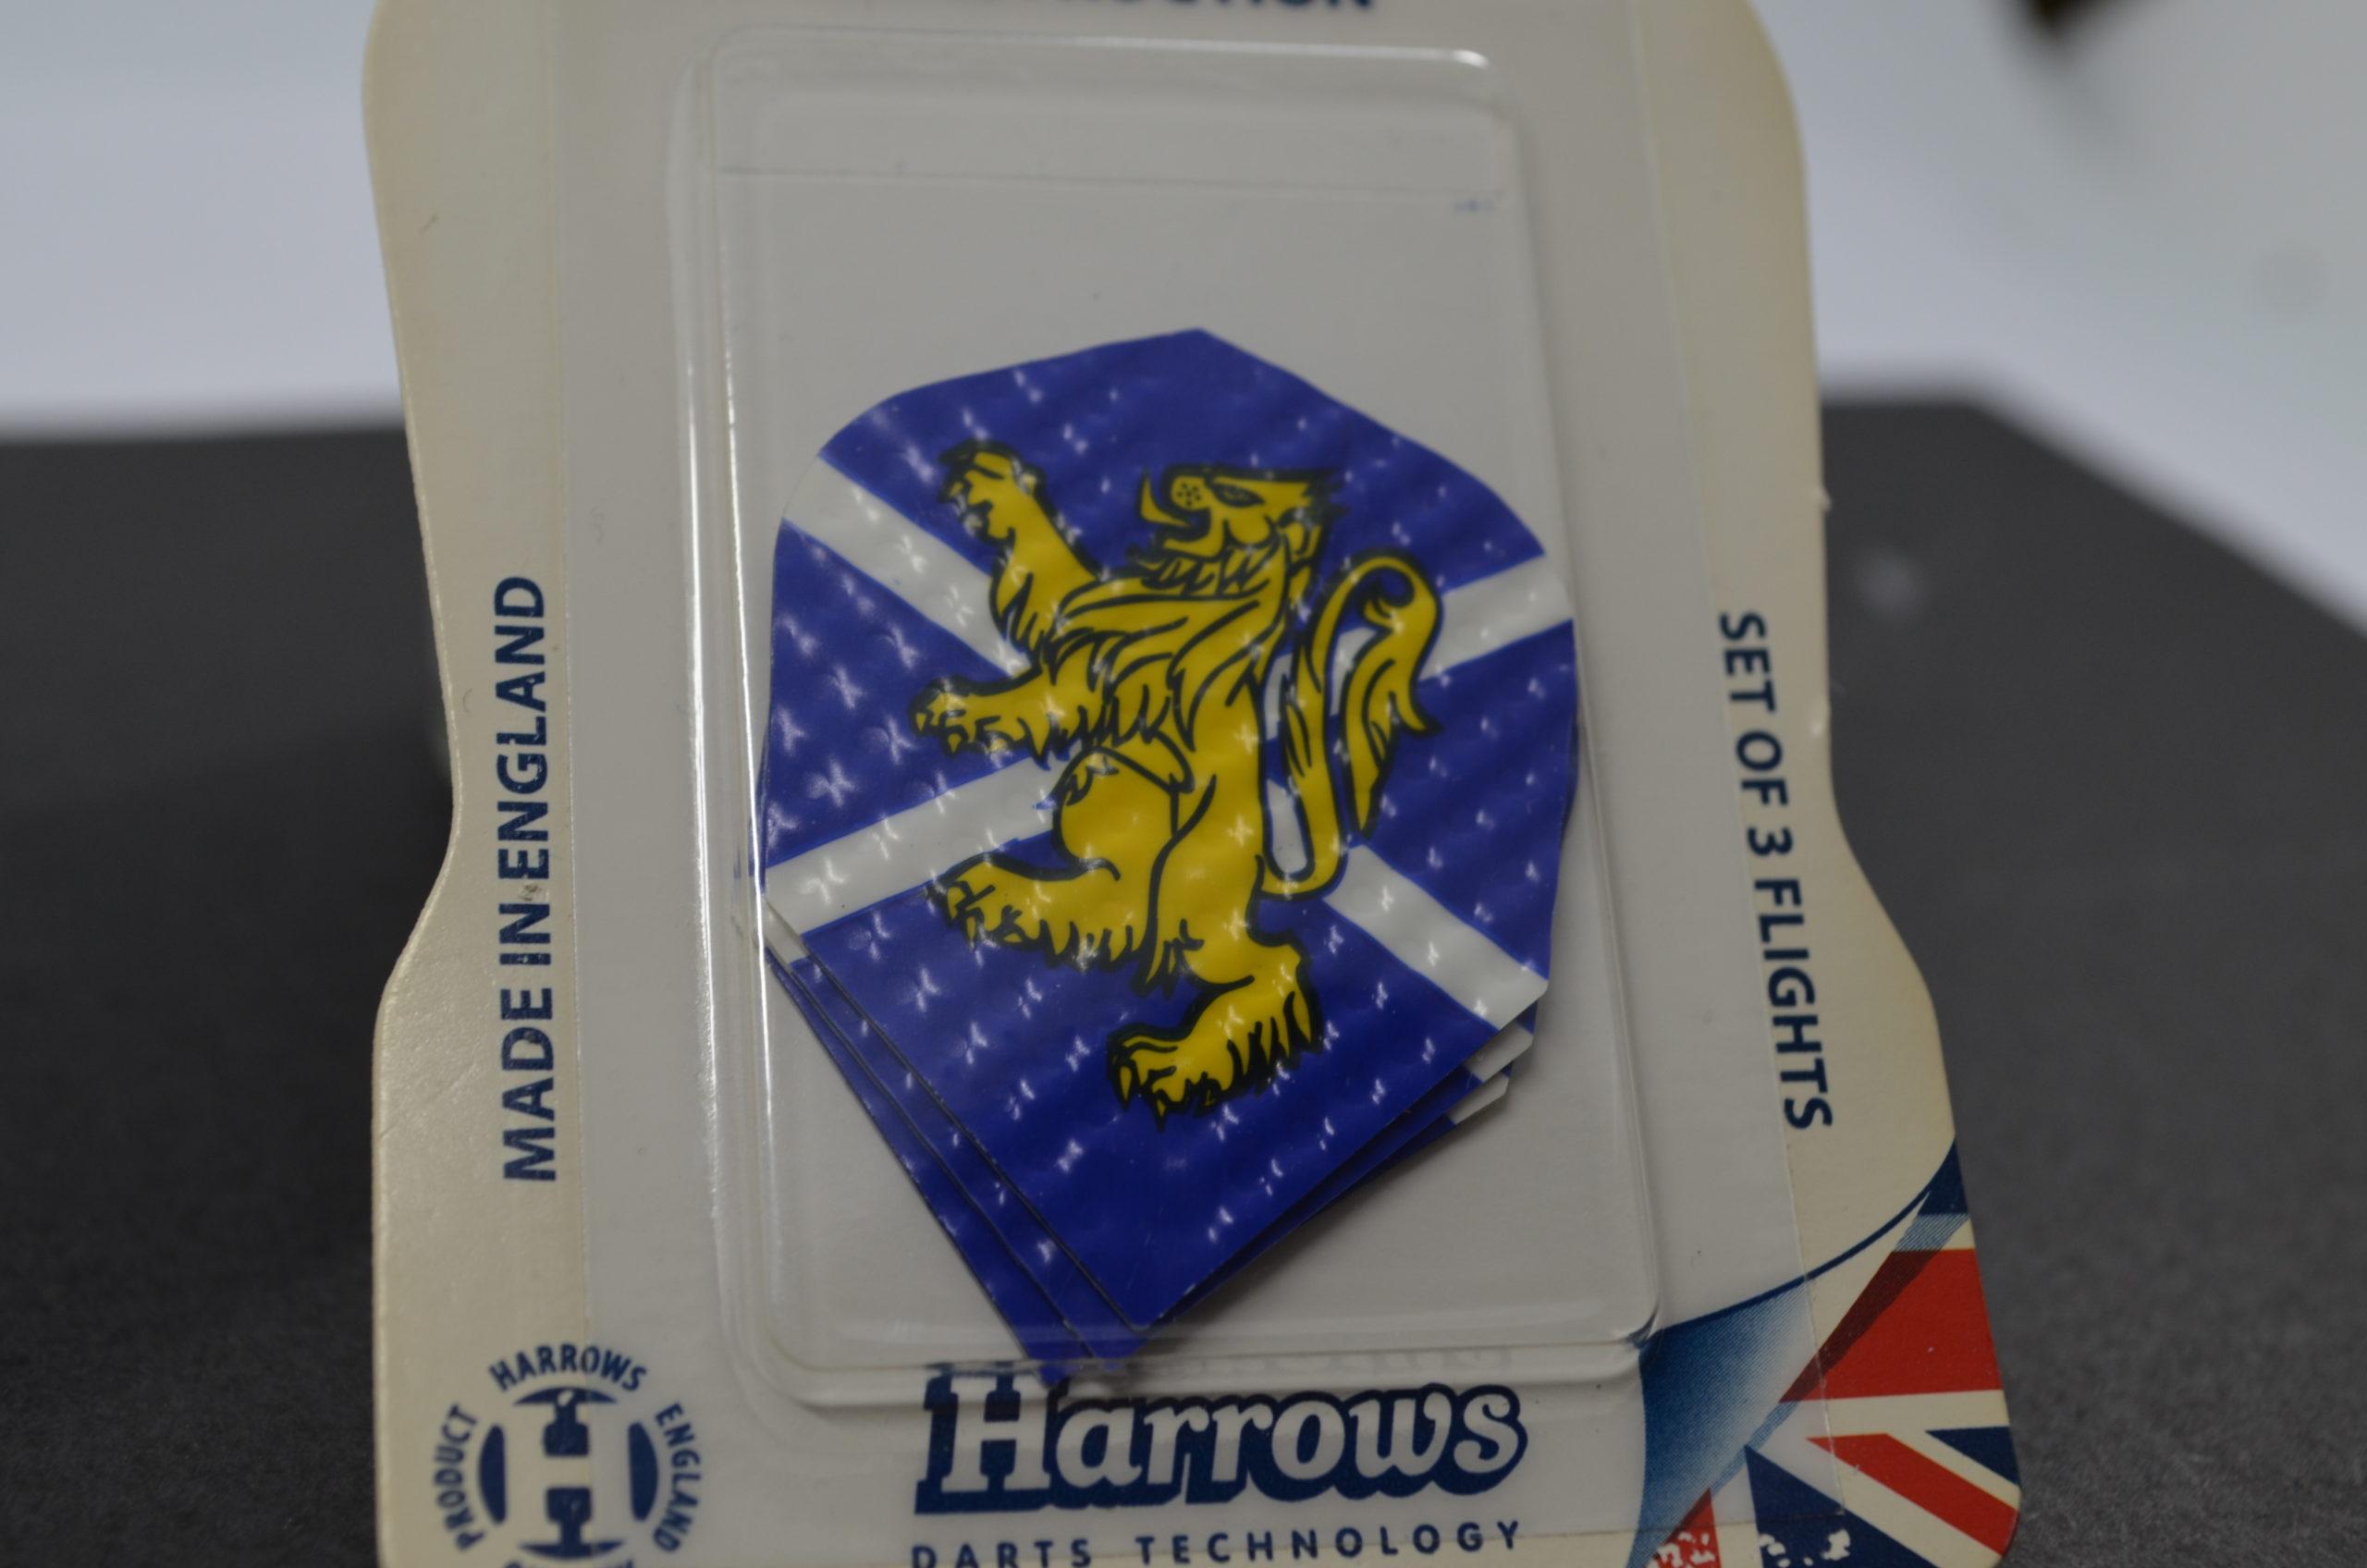 MADE IN ENGLAND
SET OF 3 FLIGHTS
HARROWS
PRODUCT
ENGLAND
H
Harrows
DARTS TECHNOLOGY